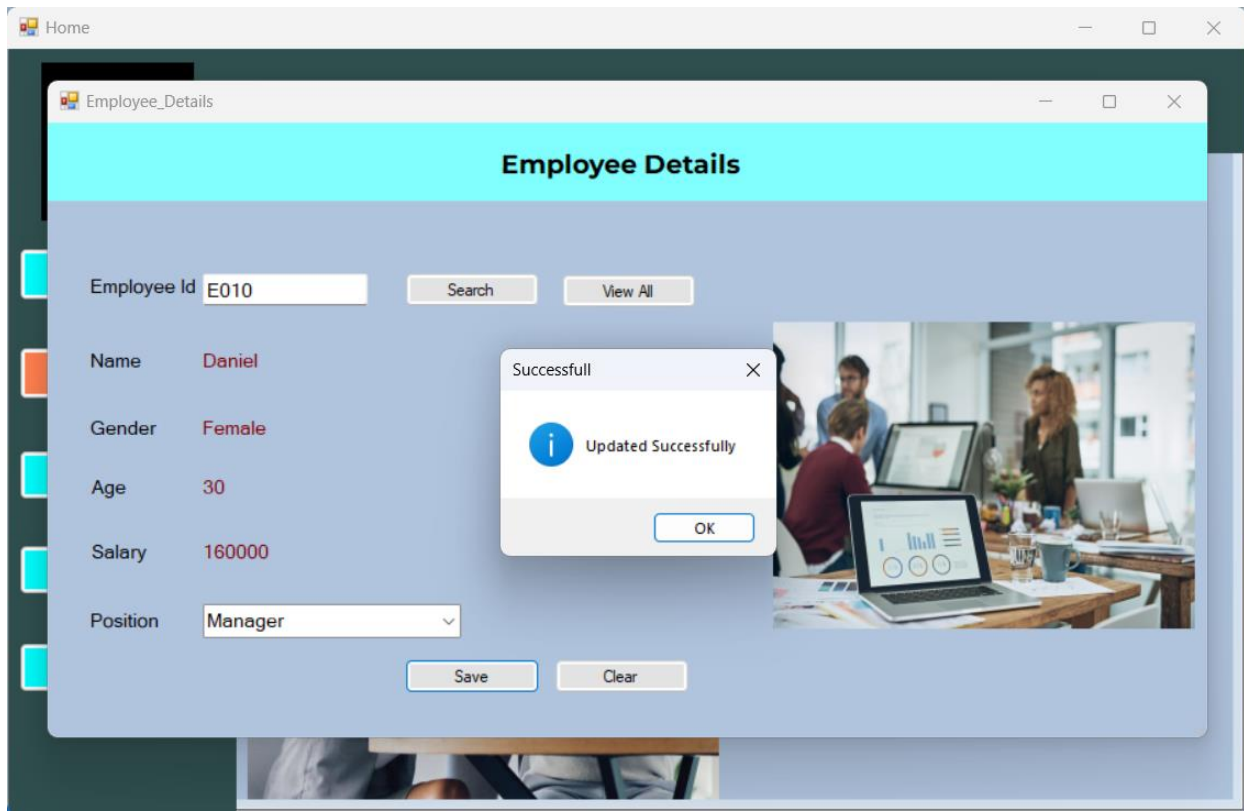 Home
Employee_Details
Employee Details
Employee Id E010 Search View All
Name Daniel
Successfull
Gender Female
Updated Successfully
Age 30
OK
Salary 160000
Position Manager
Save Clear